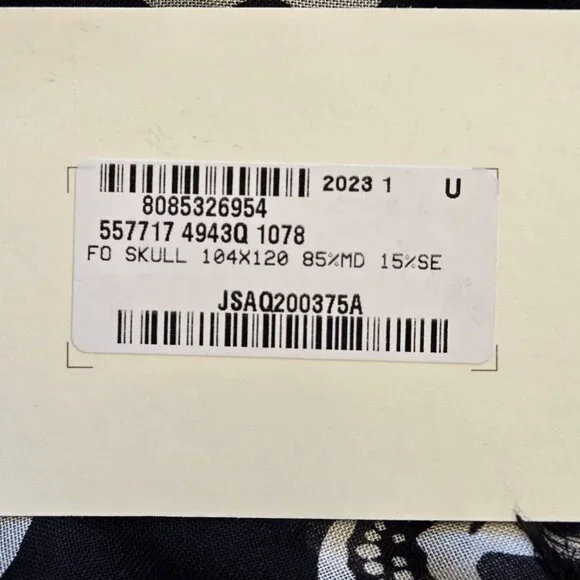 2023 1 U
8085326954
557717 4943Q 1078
FO SKULL 104X120 85%MD 15%SE
JSAQ200375A